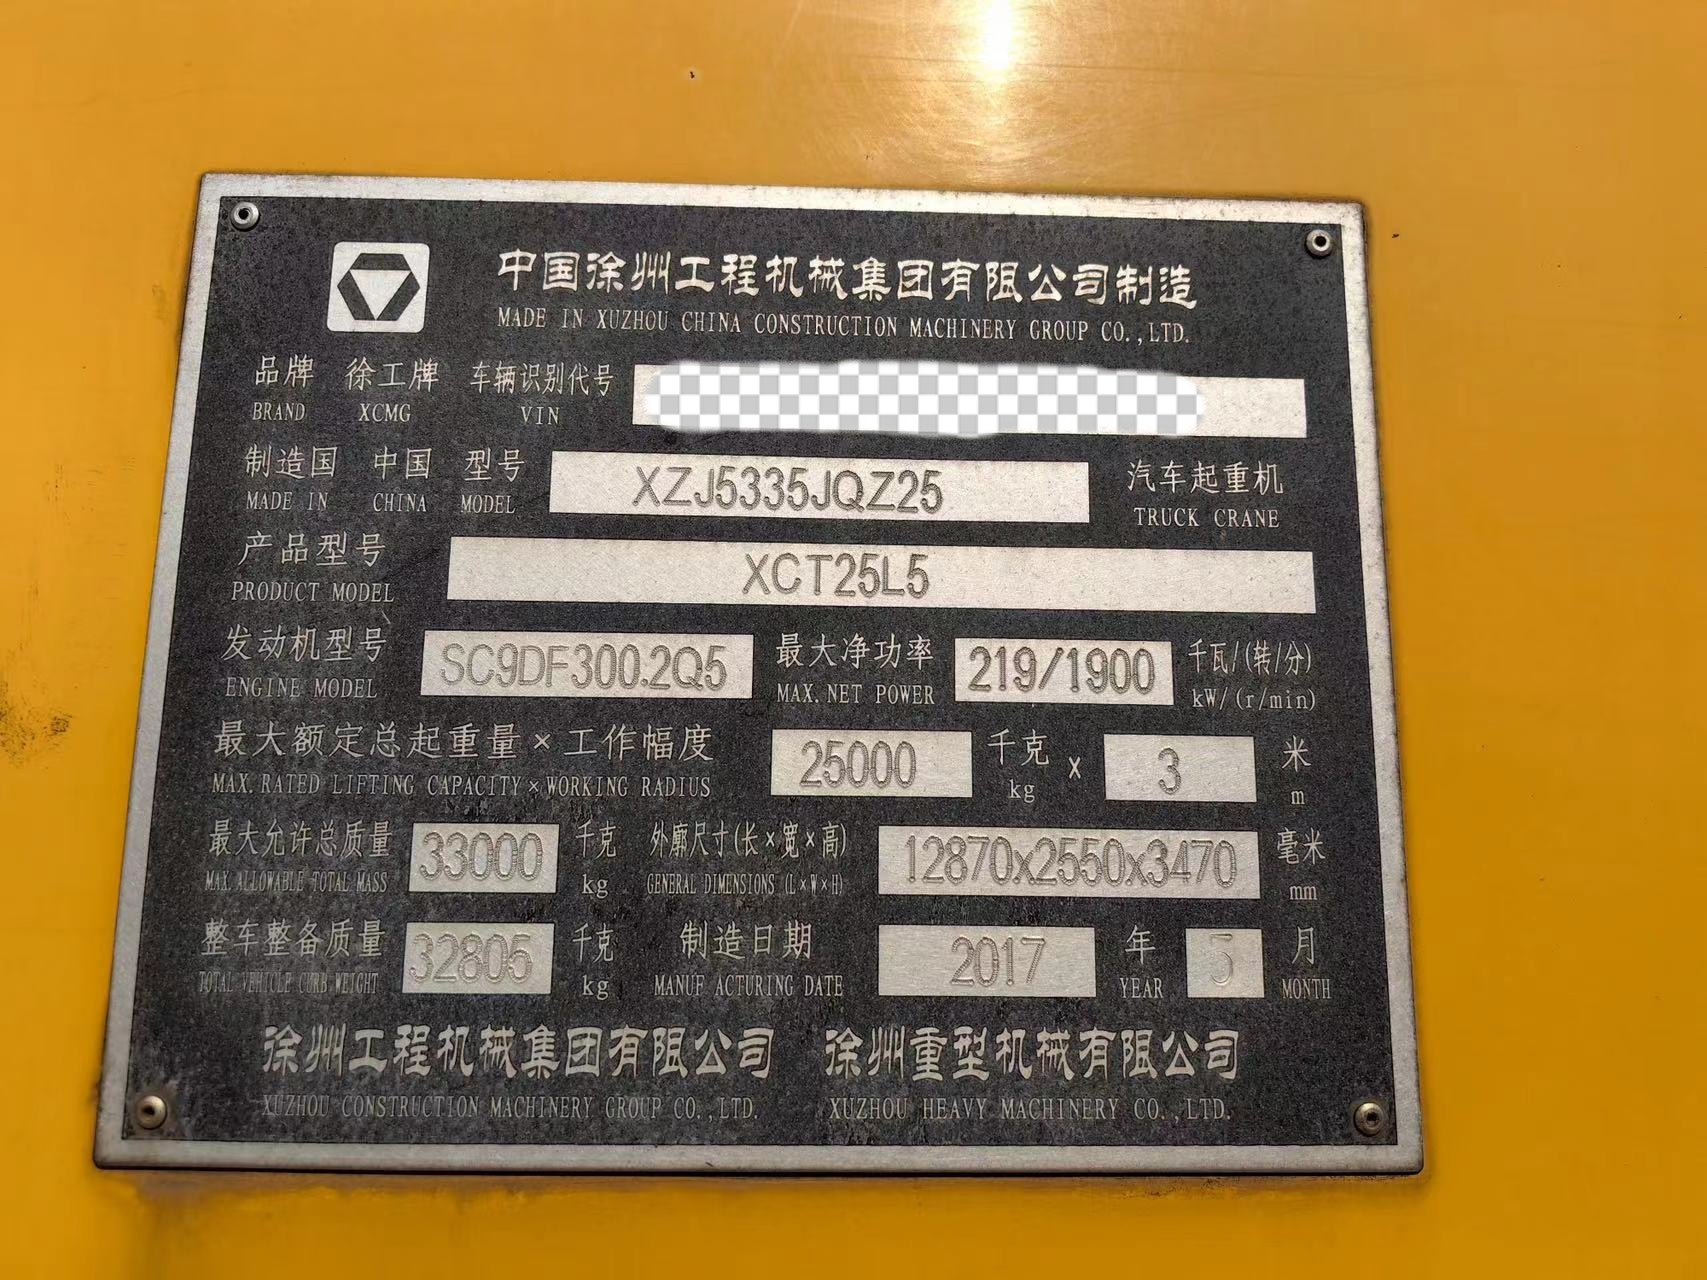 中国徐州工程机械集团有限公司制造
MADE IN XUZHOU CHINA CONSTRUCTION MACHINERY GROUP CO.,LTD.
品牌 徐工牌 车辆识别代号
BRAND XCMG VIN
制造国 中国 型号 XZJ5335JQZ25 汽车起重机
MADE IN CHINA MODEL TRUCK CRANE
产品型号 XCT25L5
PRODUCT MODEL
发动机型号 SC9DF300.2Q5 最大净功率 219/1900 千瓦/(转/分)
ENGINE MODEL MAX.NET POWER kW/(r/min)
最大额定总起重量×工作幅度 25000 千克 × 3 米
MAX.RATED LIFTING CAPACITY×WORKING RADIUS kg m
最大允许总质量 33000 千克 外廓尺寸(长×宽×高) 12870x2550x3470 毫米
MAX.ALLOWABLE TOTAL MASS kg GENERAL DIMENSIONS (L×W×H) mm
整车整备质量 32805 千克 制造日期 2017 年 5 月
TOTAL VEHICLE CURB WEIGHT kg MANUF ACTURING DATE YEAR MONTH
徐州工程机械集团有限公司 徐州重型机械有限公司
XUZHOU CONSTRUCTION MACHINERY GROUP CO.,LTD. XUZHOU HEAVY MACHINERY CO.,LTD.